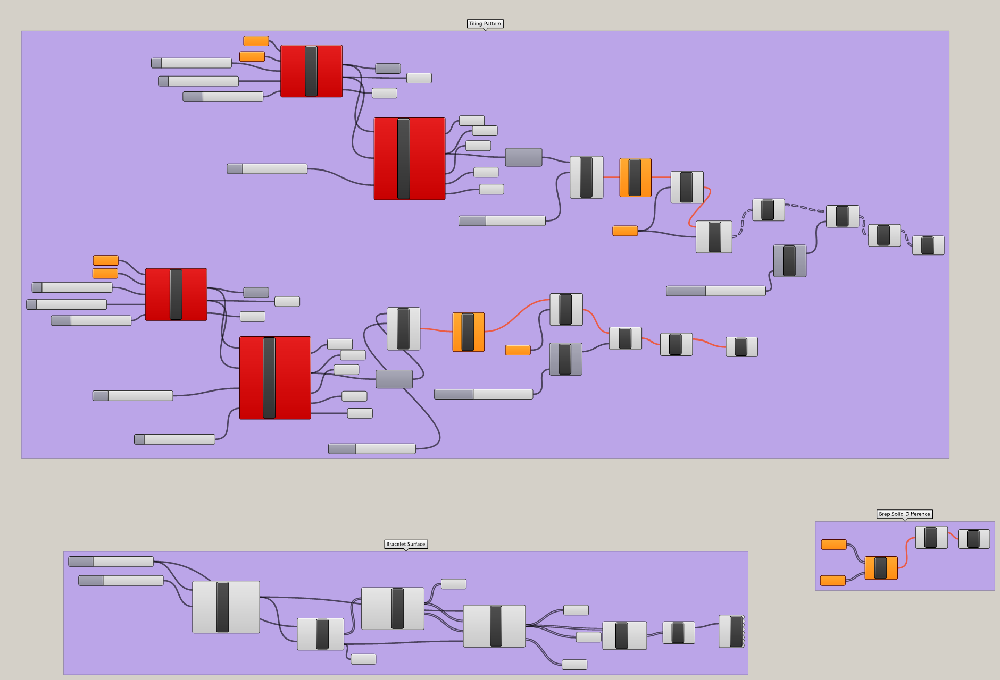 Tiling Pattern
Brep Solid Difference
Bracelet Surface